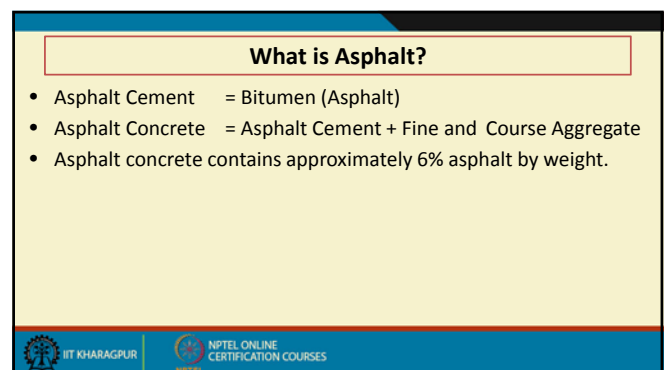 What is Asphalt?
• Asphalt Cement = Bitumen (Asphalt)
• Asphalt Concrete = Asphalt Cement + Fine and Course Aggregate
• Asphalt concrete contains approximately 6% asphalt by weight.
IIT KHARAGPUR
NPTEL ONLINE
CERTIFICATION COURSES
NPTEL